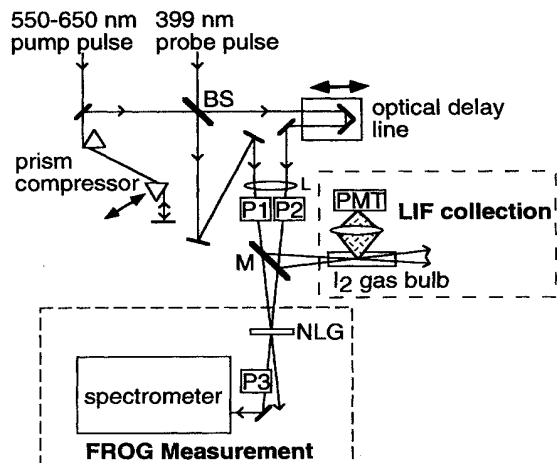 550-650 nm
pump pulse
399 nm
probe pulse
BS
optical delay
line
prism
compressor
L
P1
P2
PMT
LIF collection
M
I2 gas bulb
NLG
P3
spectrometer
FROG Measurement